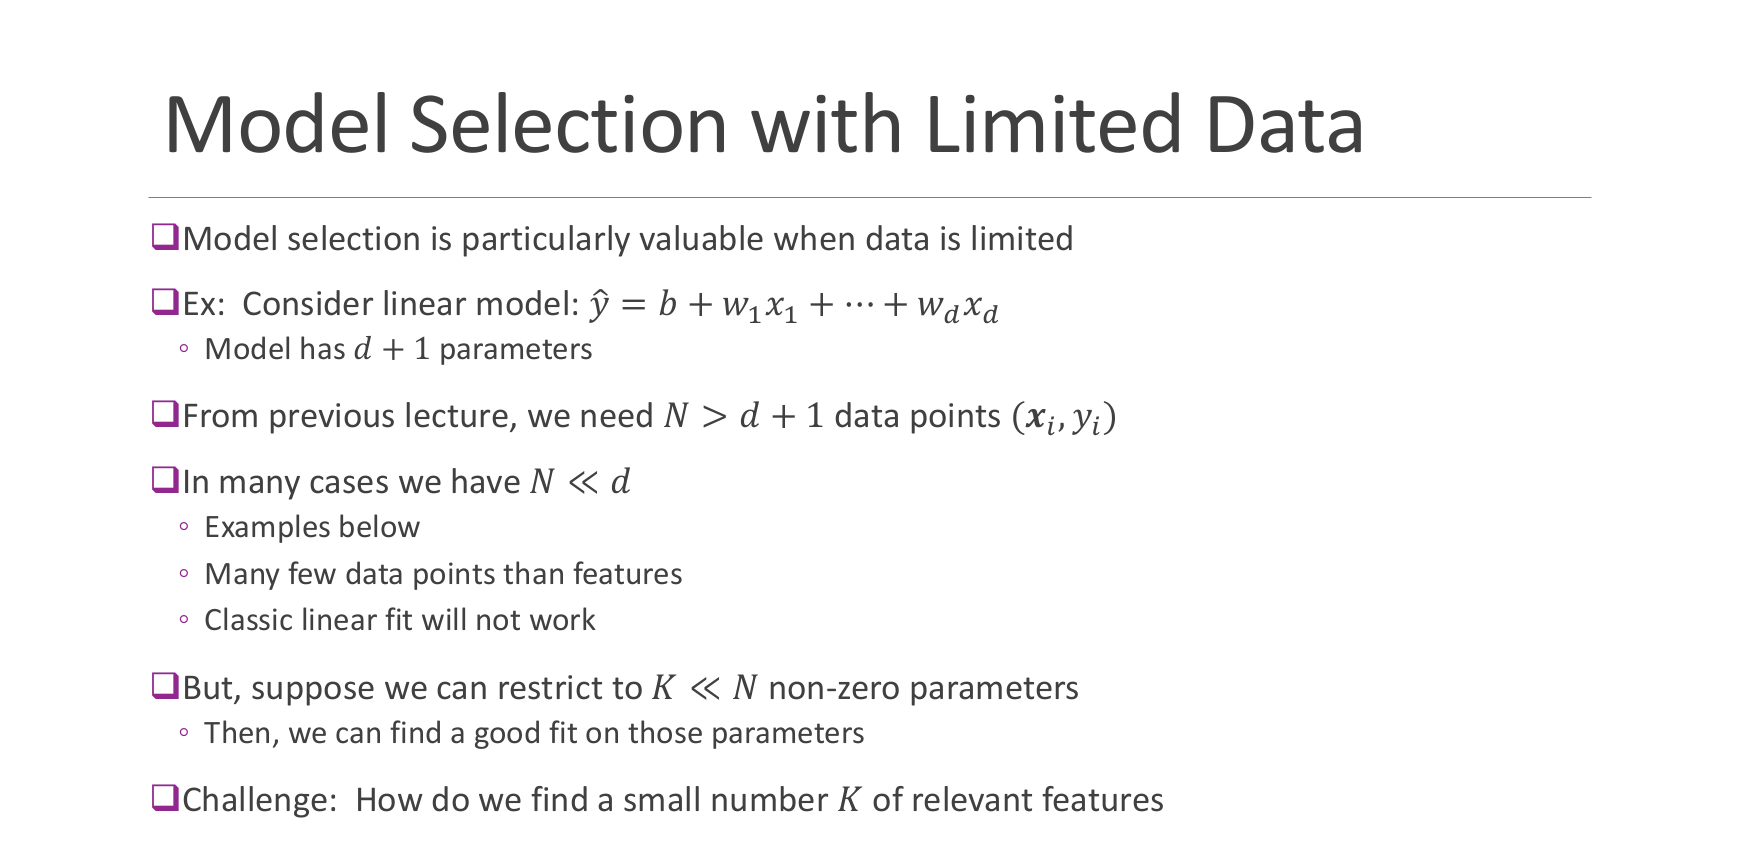 Model Selection with Limited Data
❑Model selection is particularly valuable when data is limited
❑Ex: Consider linear model: ŷ = b + w₁x₁ + ⋯ + w_d x_d
◦ Model has d + 1 parameters
❑From previous lecture, we need N > d + 1 data points (𝒙ᵢ, yᵢ)
❑In many cases we have N ≪ d
◦ Examples below
◦ Many few data points than features
◦ Classic linear fit will not work
❑But, suppose we can restrict to K ≪ N non-zero parameters
◦ Then, we can find a good fit on those parameters
❑Challenge: How do we find a small number K of relevant features